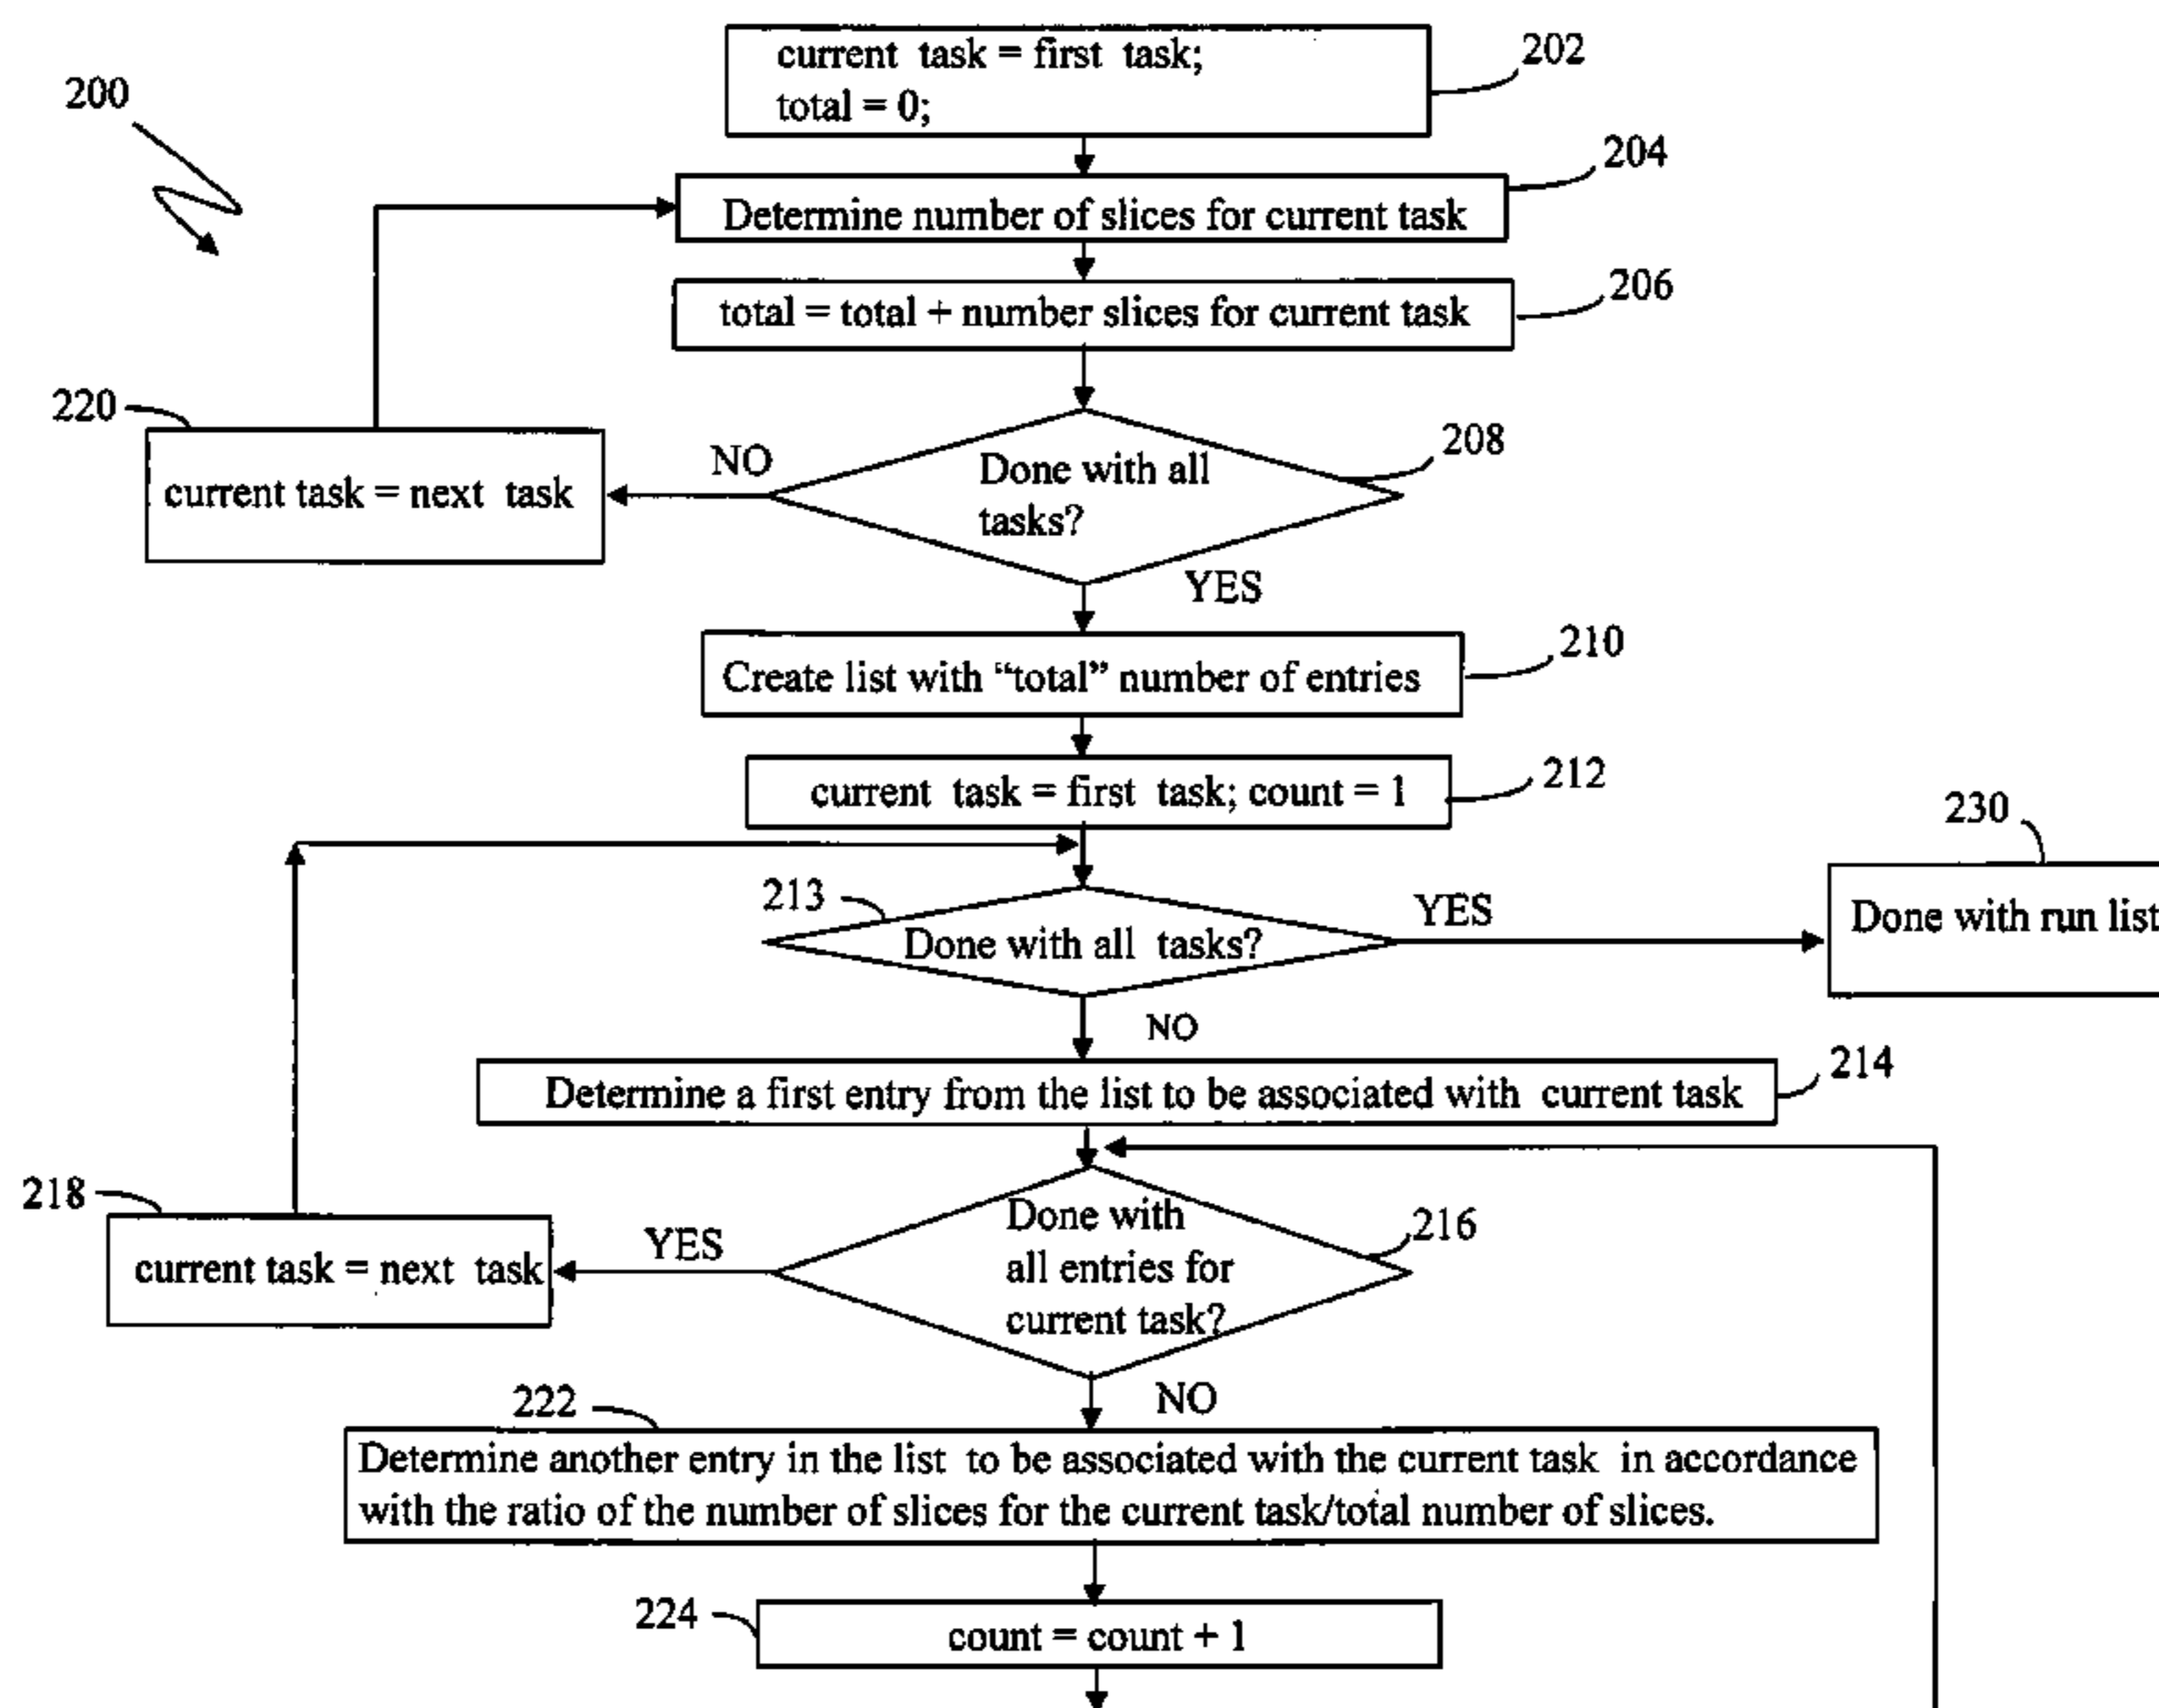 200
current task = first task;
total = 0;
202
Determine number of slices for current task
204
total = total + number slices for current task
206
220
current task = next task
NO
Done with all
tasks?
208
YES
Create list with “total” number of entries
210
current task = first task; count = 1
212
213
Done with all tasks?
YES
230
Done with run list
NO
Determine a first entry from the list to be associated with current task
214
218
current task = next task
YES
Done with
all entries for
current task?
216
NO
222
Determine another entry in the list to be associated with the current task in accordance
with the ratio of the number of slices for the current task/total number of slices.
224
count = count + 1